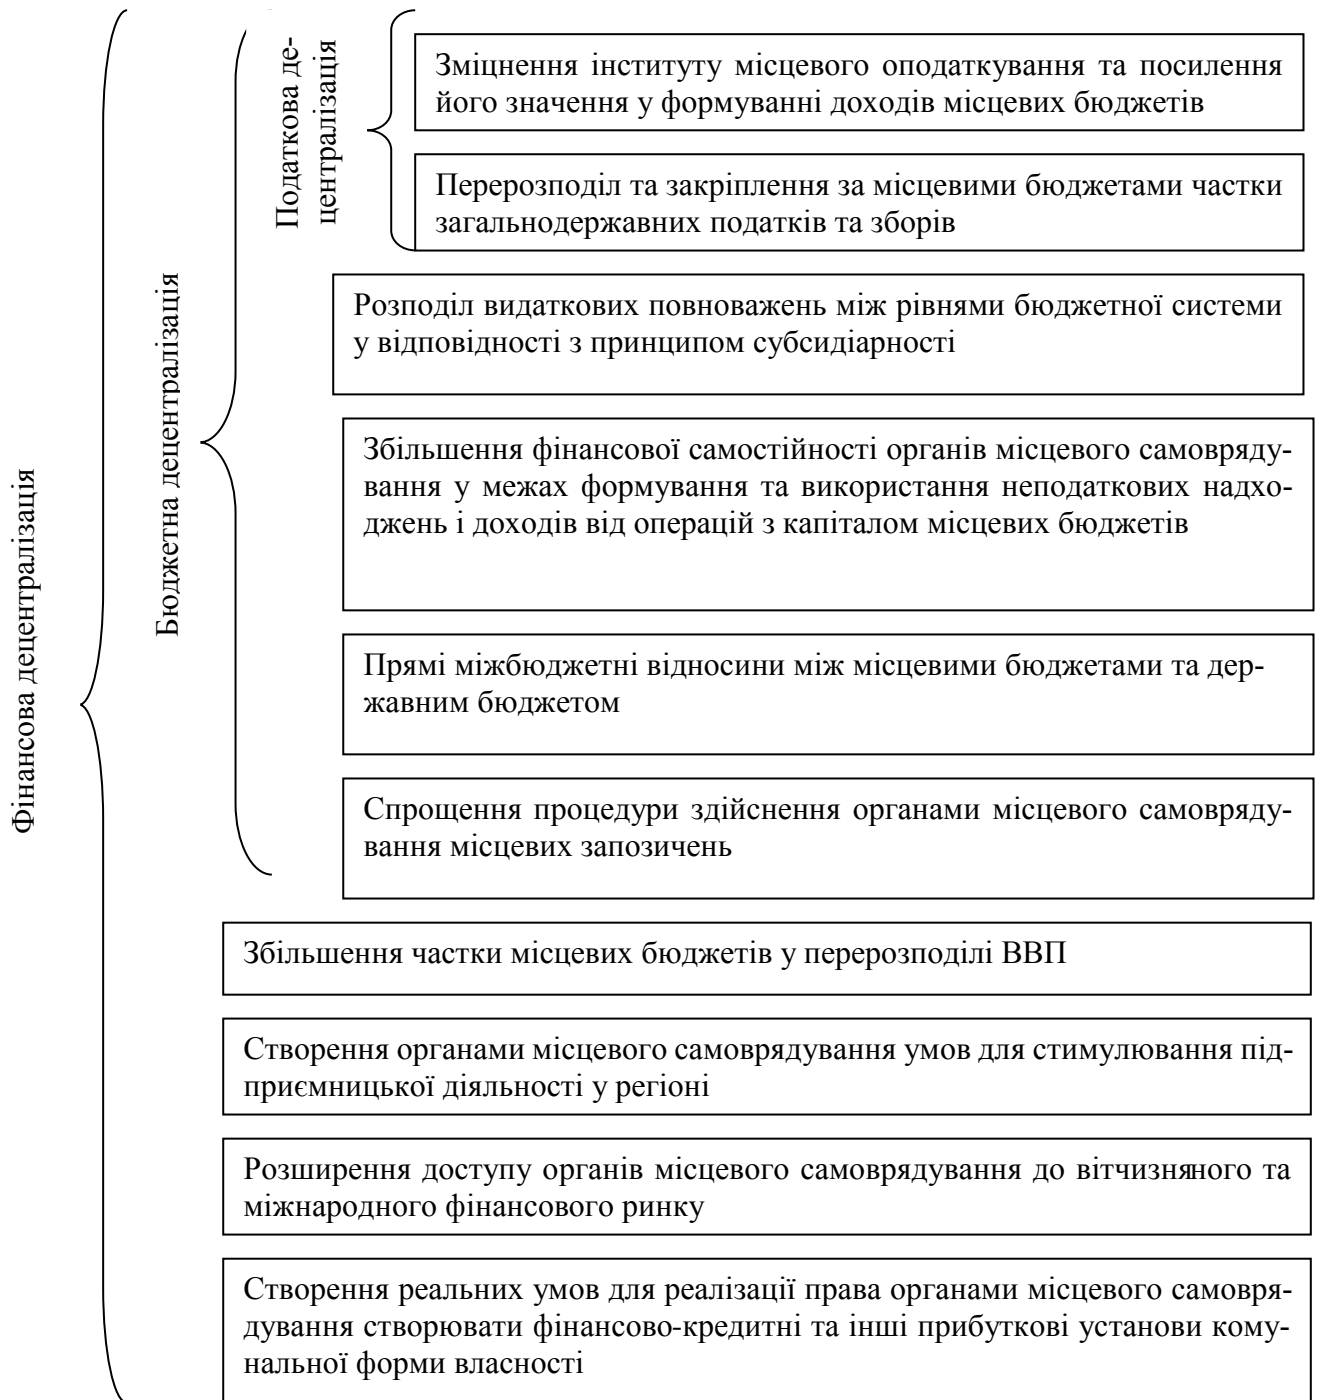 Фінансова децентралізація
Бюджетна децентралізація
Податкова де-
централізація
Зміцнення інституту місцевого оподаткування та посилення
його значення у формуванні доходів місцевих бюджетів
Перерозподіл та закріплення за місцевими бюджетами частки
загальнодержавних податків та зборів
Розподіл видаткових повноважень між рівнями бюджетної системи
у відповідності з принципом субсидіарності
Збільшення фінансової самостійності органів місцевого самовряду-
вання у межах формування та використання неподаткових надхо-
джень і доходів від операцій з капіталом місцевих бюджетів
Прямі міжбюджетні відносини між місцевими бюджетами та дер-
жавним бюджетом
Спрощення процедури здійснення органами місцевого самовряду-
вання місцевих запозичень
Збільшення частки місцевих бюджетів у перерозподілі ВВП
Створення органами місцевого самоврядування умов для стимулювання під-
приємницької діяльності у регіоні
Розширення доступу органів місцевого самоврядування до вітчизняного та
міжнародного фінансового ринку
Створення реальних умов для реалізації права органами місцевого самовря-
дування створювати фінансово-кредитні та інші прибуткові установи кому-
нальної форми власності